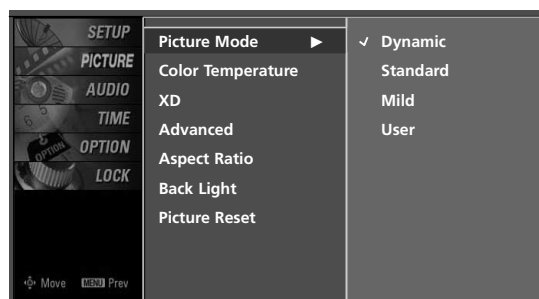 SETUP
PICTURE
AUDIO
TIME
OPTION
LOCK
Move MENU Prev
Picture Mode ▶
Color Temperature
XD
Advanced
Aspect Ratio
Back Light
Picture Reset
✓ Dynamic
Standard
Mild
User
OPTION